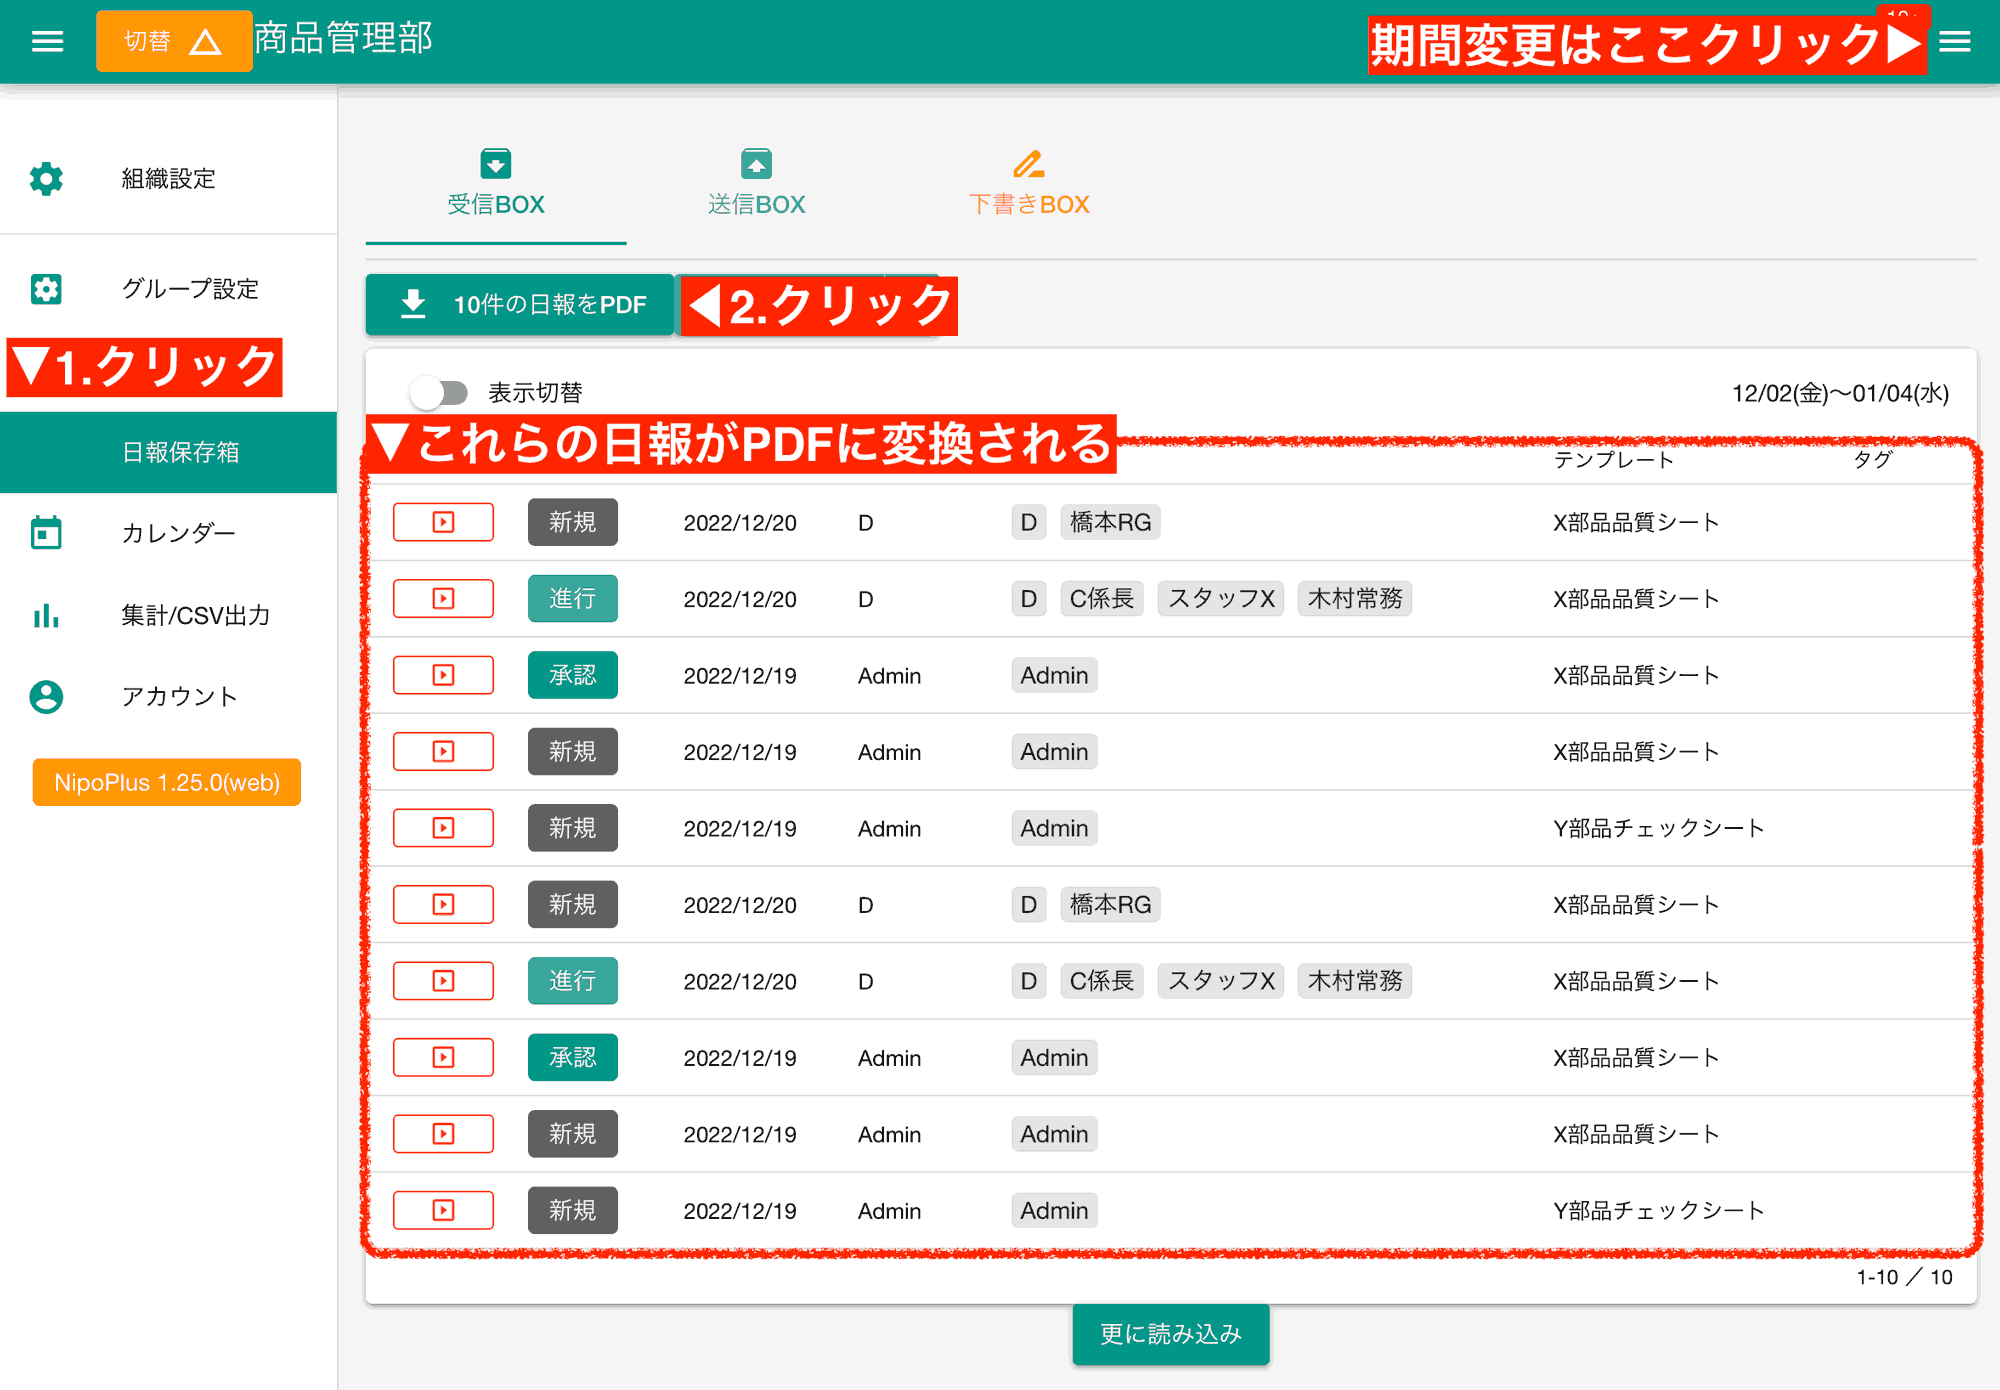 切替 商品管理部
期間変更はここクリック▶
組織設定
グループ設定
▼1.クリック
日報保存箱
カレンダー
集計/CSV出力
アカウント
NipoPlus 1.25.0(web)
受信BOX 送信BOX 下書きBOX
10件の日報をPDF ◀2.クリック
表示切替 12/02(金)〜01/04(水)
▼これらの日報がPDFに変換される
テンプレート タグ
新規 2022/12/20 D D 橋本RG X部品品質シート
進行 2022/12/20 D D C係長 スタッフX 木村常務 X部品品質シート
承認 2022/12/19 Admin Admin X部品品質シート
新規 2022/12/19 Admin Admin X部品品質シート
新規 2022/12/19 Admin Admin Y部品チェックシート
新規 2022/12/20 D D 橋本RG X部品品質シート
進行 2022/12/20 D D C係長 スタッフX 木村常務 X部品品質シート
承認 2022/12/19 Admin Admin X部品品質シート
新規 2022/12/19 Admin Admin X部品品質シート
新規 2022/12/19 Admin Admin Y部品チェックシート
1-10 ／ 10
更に読み込み